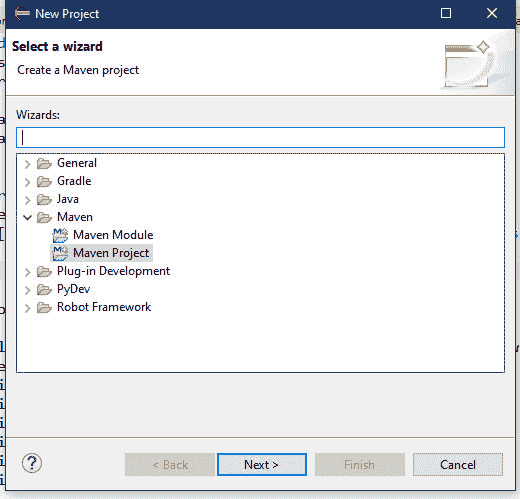 New Project
Select a wizard
Create a Maven project
Wizards:
General
Gradle
Java
Maven
Maven Module
Maven Project
Plug-in Development
PyDev
Robot Framework
< Back
Next >
Finish
Cancel